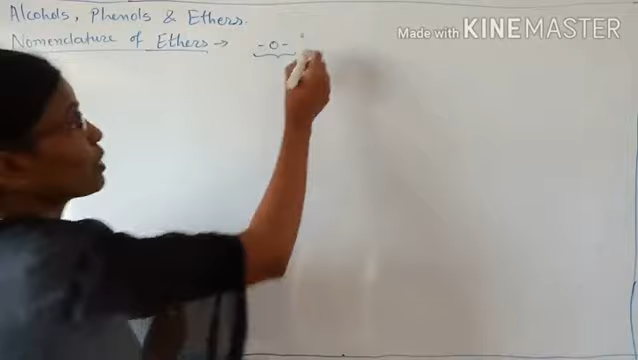 Alcohols, Phenols & Ethers.
Made with KINEMASTER
Nomenclature of Ethers → -O-